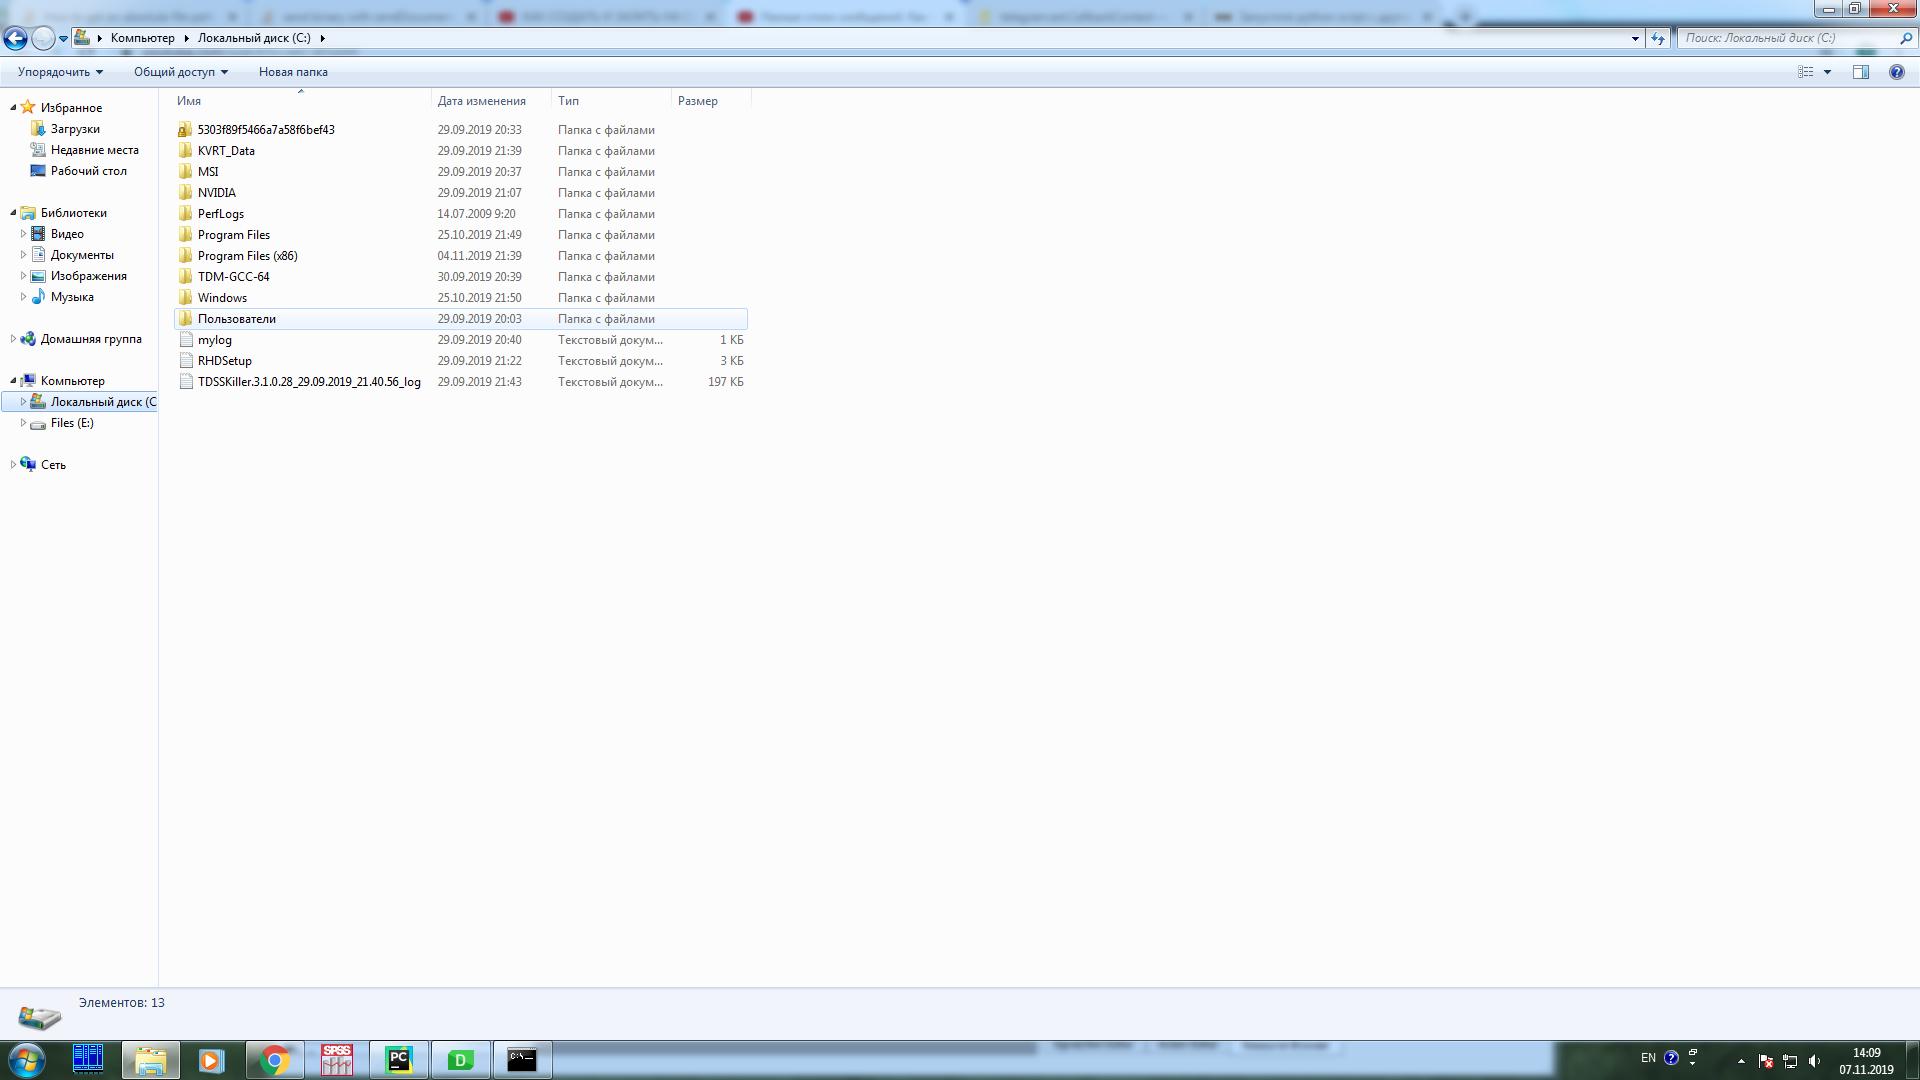 Компьютер
Локальный диск (C:)
Поиск: Локальный диск (C:)
Упорядочить
Общий доступ
Новая папка
Имя Дата изменения Тип Размер
Избранное
Загрузки
Недавние места
Рабочий стол
Библиотеки
Видео
Документы
Изображения
Музыка
Домашняя группа
Компьютер
Локальный диск (C
Files (E:)
Сеть
5303f89f5466a7a58f6bef43 29.09.2019 20:33 Папка с файлами
KVRT_Data 29.09.2019 21:39 Папка с файлами
MSI 29.09.2019 20:37 Папка с файлами
NVIDIA 29.09.2019 21:07 Папка с файлами
PerfLogs 14.07.2009 9:20 Папка с файлами
Program Files 25.10.2019 21:49 Папка с файлами
Program Files (x86) 04.11.2019 21:39 Папка с файлами
TDM-GCC-64 30.09.2019 20:39 Папка с файлами
Windows 25.10.2019 21:50 Папка с файлами
Пользователи 29.09.2019 20:03 Папка с файлами
mylog 29.09.2019 20:40 Текстовый докум... 1 КБ
RHDSetup 29.09.2019 21:22 Текстовый докум... 3 КБ
TDSSKiller.3.1.0.28_29.09.2019_21.40.56_log 29.09.2019 21:43 Текстовый докум... 197 КБ
Элементов: 13
SPSS
PC
D
C:\
EN
14:09
07.11.2019